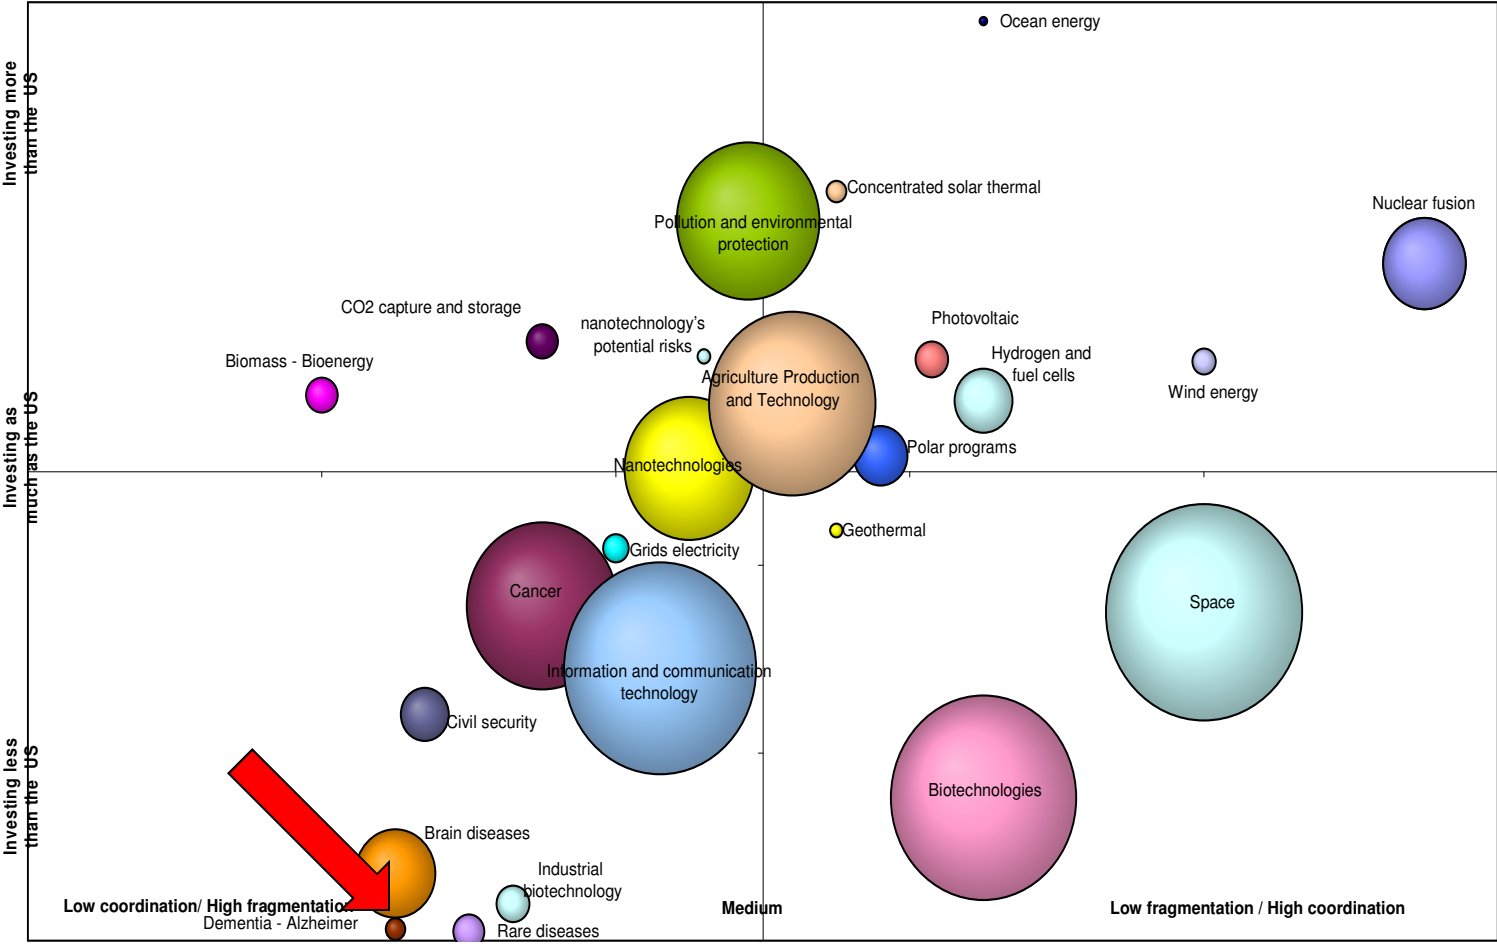 Ocean energy
Investing more
than the US
Concentrated solar thermal
Pollution and environmental
protection
Nuclear fusion
CO2 capture and storage
nanotechnology's
potential risks
Photovoltaic
Biomass - Bioenergy
Hydrogen and
fuel cells
Agriculture Production
and Technology
Wind energy
Investing as
much as the US
Polar programs
Nanotechnologies
Geothermal
Grids electricity
Cancer
Space
Information and communication
technology
Civil security
Investing less
than the US
Biotechnologies
Brain diseases
Industrial
biotechnology
Low coordination/ High fragmentation
Medium
Low fragmentation / High coordination
Dementia - Alzheimer
Rare diseases